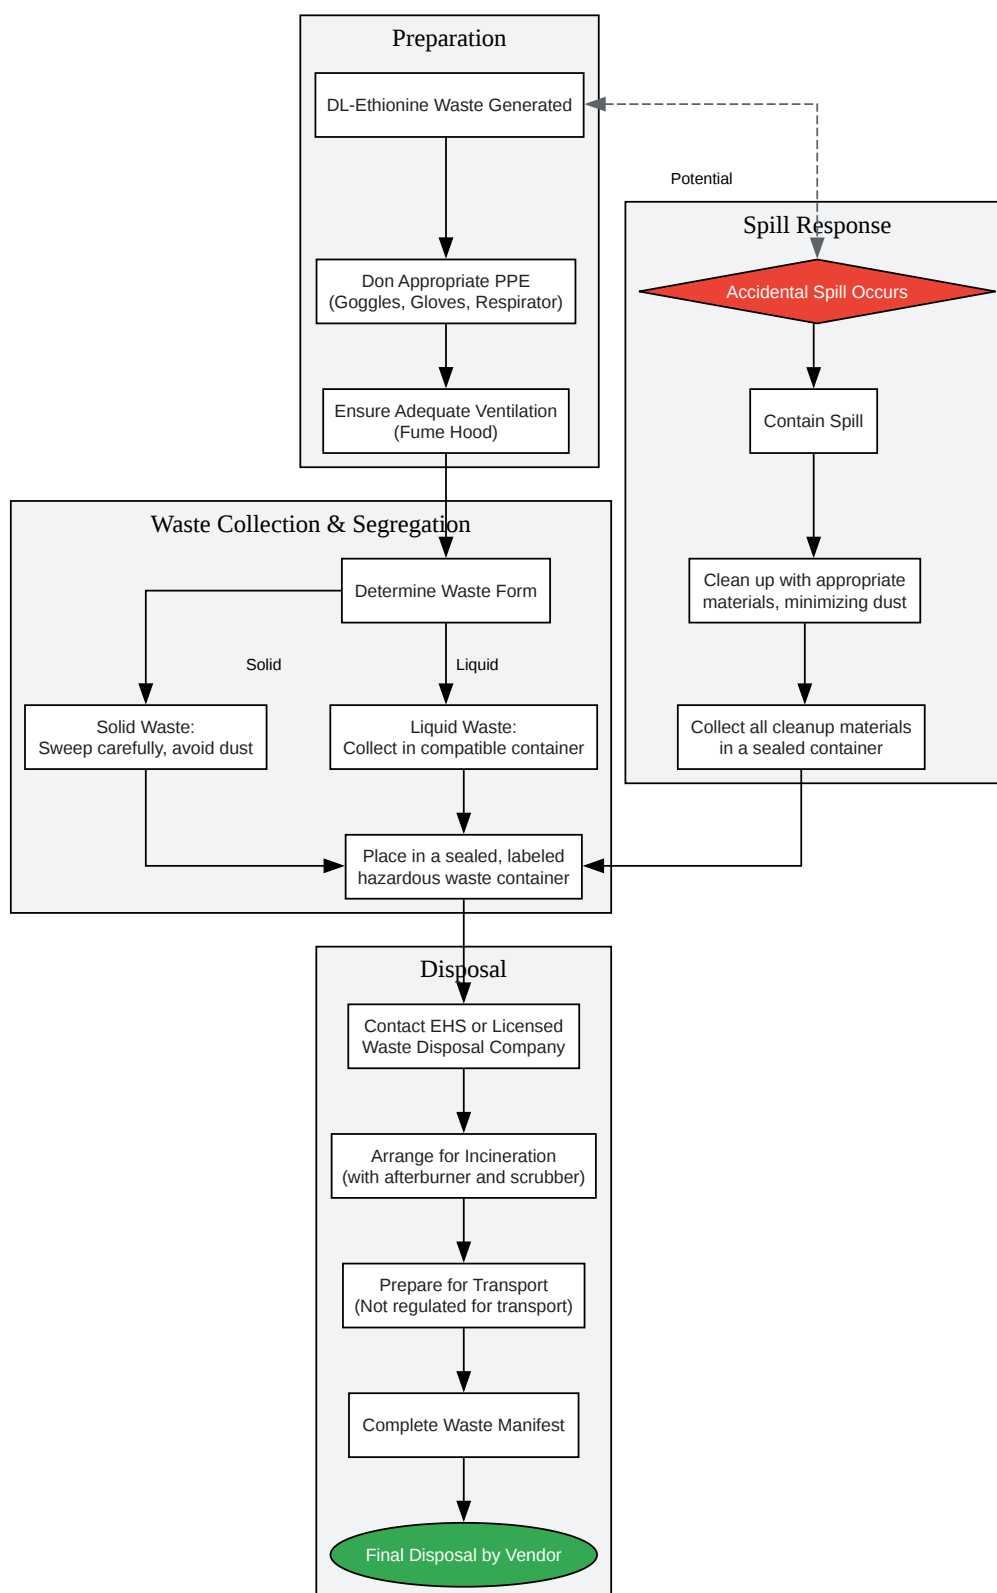 Preparation
DL-Ethionine Waste Generated
Potential
Don Appropriate PPE
(Goggles, Gloves, Respirator)
Ensure Adequate Ventilation
(Fume Hood)
Spill Response
Accidental Spill Occurs
Contain Spill
Clean up with appropriate
materials, minimizing dust
Collect all cleanup materials
in a sealed container
Waste Collection & Segregation
Determine Waste Form
Solid
Liquid
Solid Waste:
Sweep carefully, avoid dust
Liquid Waste:
Collect in compatible container
Place in a sealed, labeled
hazardous waste container
Disposal
Contact EHS or Licensed
Waste Disposal Company
Arrange for Incineration
(with afterburner and scrubber)
Prepare for Transport
(Not regulated for transport)
Complete Waste Manifest
Final Disposal by Vendor